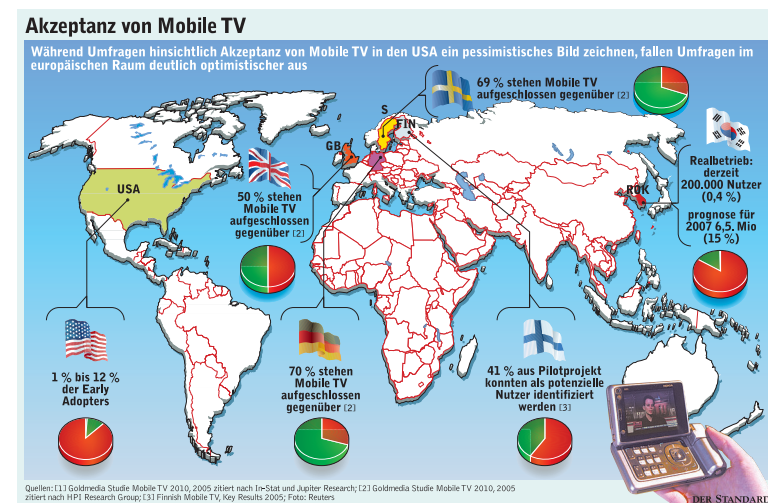 Akzeptanz von Mobile TV
Während Umfragen hinsichtlich Akzeptanz von Mobile TV in den USA ein pessimistisches Bild zeichnen, fallen Umfragen im
europäischen Raum deutlich optimistischer aus
69 % stehen Mobile TV
aufgeschlossen gegenüber [2]
S
FIN
GB
USA
ROK
50 % stehen
Mobile TV
aufgeschlossen
gegenüber [2]
Realbetrieb:
derzeit
200.000 Nutzer
(0,4 %)
prognose für
2007 6,5. Mio
(15 %)
1 % bis 12 %
der Early
Adopters
70 % stehen
Mobile TV
aufgeschlossen
gegenüber [2]
41 % aus Pilotprojekt
konnten als potenzielle
Nutzer identifiziert
werden [3]
Quellen: [1] Goldmedia Studie Mobile TV 2010, 2005 zitiert nach In-Stat und Jupiter Research; [2] Goldmedia Studie Mobile TV 2010, 2005
zitiert nach HPI Research Group; [3] Finnish Mobile TV, Key Results 2005; Foto: Reuters
DER STANDARD